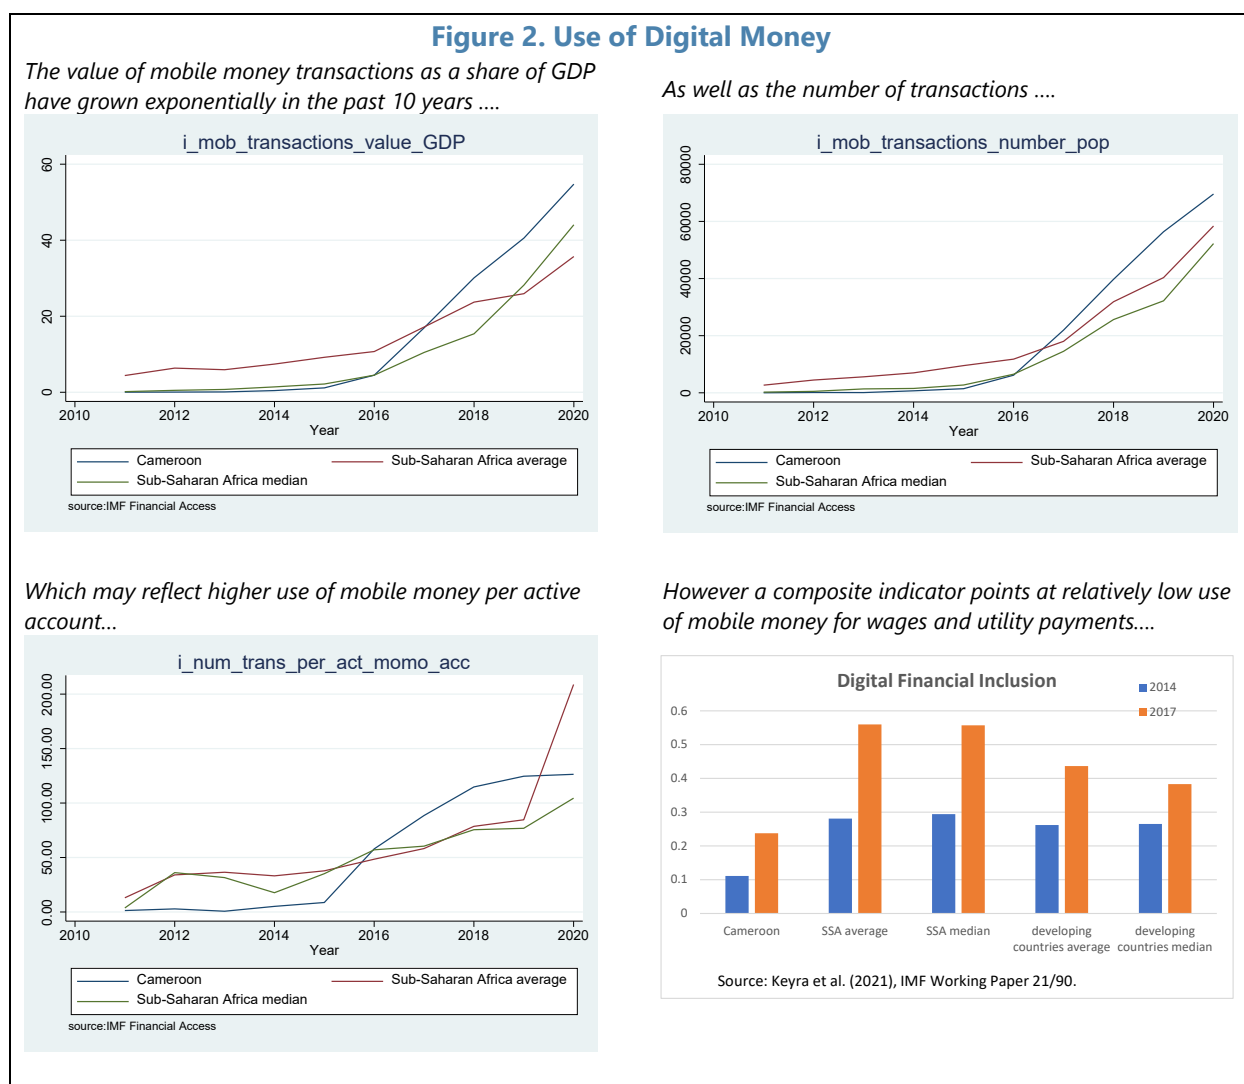 Figure 2. Use of Digital Money
The value of mobile money transactions as a share of GDP
have grown exponentially in the past 10 years ....
i_mob_transactions_value_GDP
60
40
20
0
2010 2012 2014 2016 2018 2020
Year
Cameroon Sub-Saharan Africa average
Sub-Saharan Africa median
source:IMF Financial Access
As well as the number of transactions ....
i_mob_transactions_number_pop
80000
60000
40000
20000
0
2010 2012 2014 2016 2018 2020
Year
Cameroon Sub-Saharan Africa average
Sub-Saharan Africa median
source:IMF Financial Access
Which may reflect higher use of mobile money per active
account...
i_num_trans_per_act_momo_acc
200.00
150.00
100.00
50.00
0.00
2010 2012 2014 2016 2018 2020
Year
Cameroon Sub-Saharan Africa average
Sub-Saharan Africa median
source:IMF Financial Access
However a composite indicator points at relatively low use
of mobile money for wages and utility payments....
Digital Financial Inclusion
2014
2017
0.6
0.5
0.4
0.3
0.2
0.1
0
Cameroon SSA average SSA median developing developing
countries average countries median
Source: Keyra et al. (2021), IMF Working Paper 21/90.